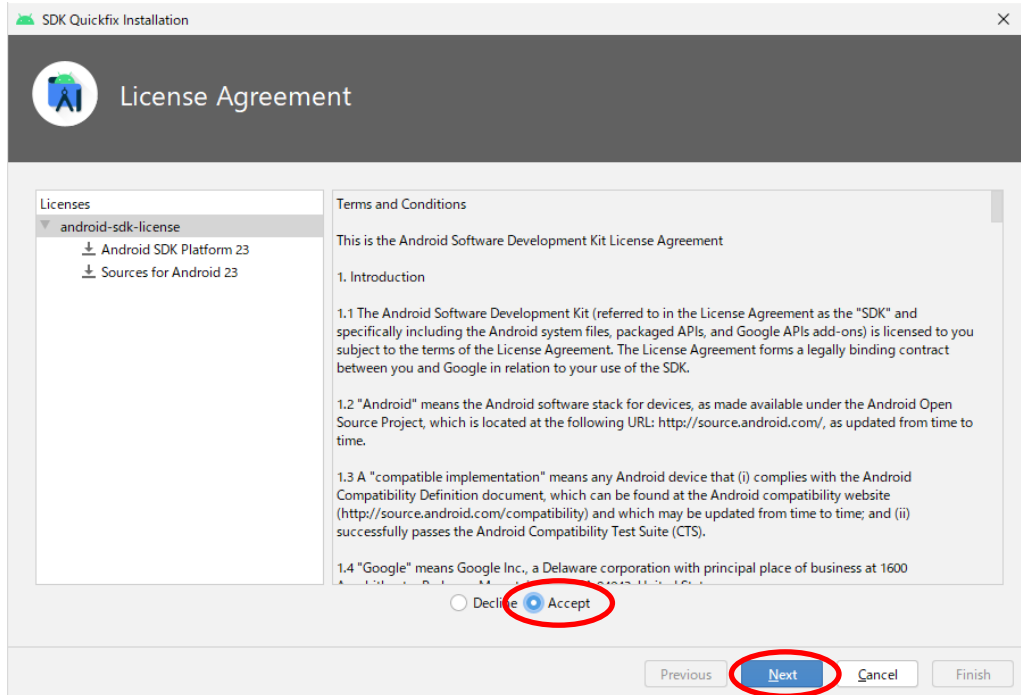 SDK Quickfix Installation
License Agreement
Licenses
android-sdk-license
Android SDK Platform 23
Sources for Android 23
Terms and Conditions
This is the Android Software Development Kit License Agreement
1. Introduction
1.1 The Android Software Development Kit (referred to in the License Agreement as the "SDK" and
specifically including the Android system files, packaged APIs, and Google APIs add-ons) is licensed to you
subject to the terms of the License Agreement. The License Agreement forms a legally binding contract
between you and Google in relation to your use of the SDK.
1.2 "Android" means the Android software stack for devices, as made available under the Android Open
Source Project, which is located at the following URL: http://source.android.com/, as updated from time to
time.
1.3 A "compatible implementation" means any Android device that (i) complies with the Android
Compatibility Definition document, which can be found at the Android compatibility website
(http://source.android.com/compatibility) and which may be updated from time to time; and (ii)
successfully passes the Android Compatibility Test Suite (CTS).
1.4 "Google" means Google Inc., a Delaware corporation with principal place of business at 1600
Decline Accept
Previous Next Cancel Finish